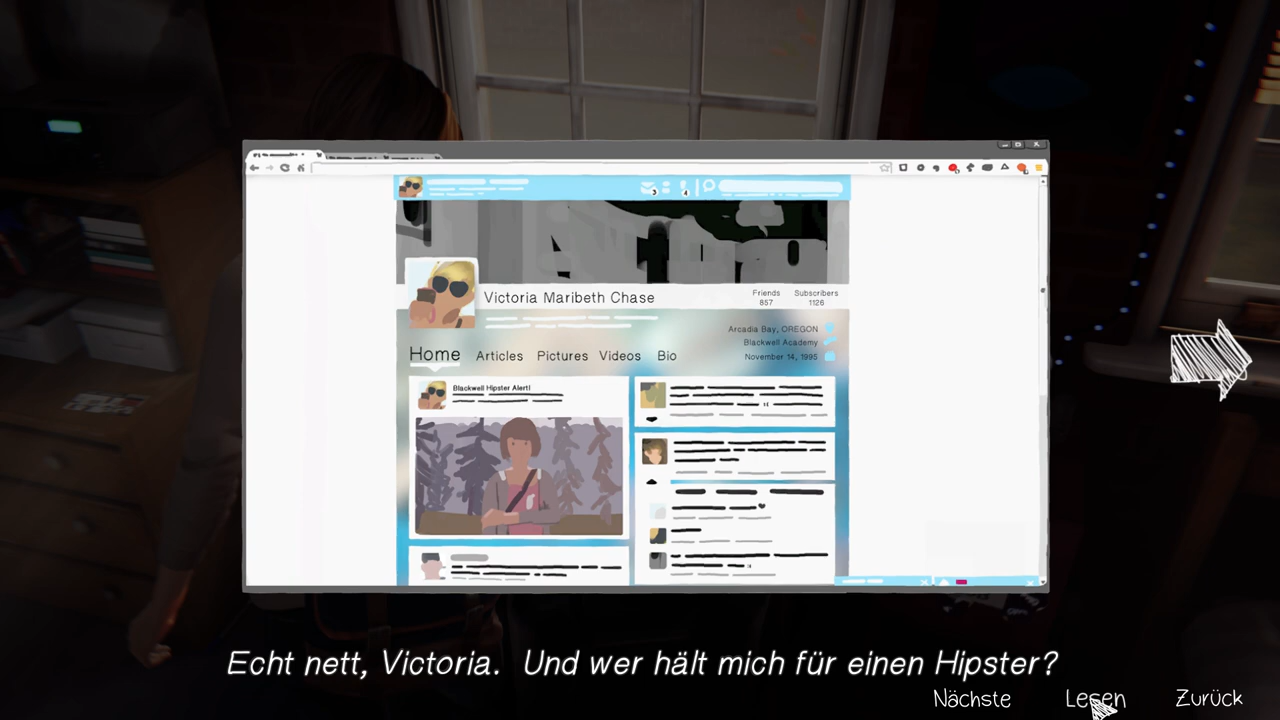 Victoria Maribeth Chase
Friends
857
Subscribers
1126
Arcadia Bay, OREGON
Blackwell Academy
November 14, 1995
Home Articles Pictures Videos Bio
Blackwell Hipster Alert!
Echt nett, Victoria. Und wer hält mich für einen Hipster?
Nächste Lesen Zurück